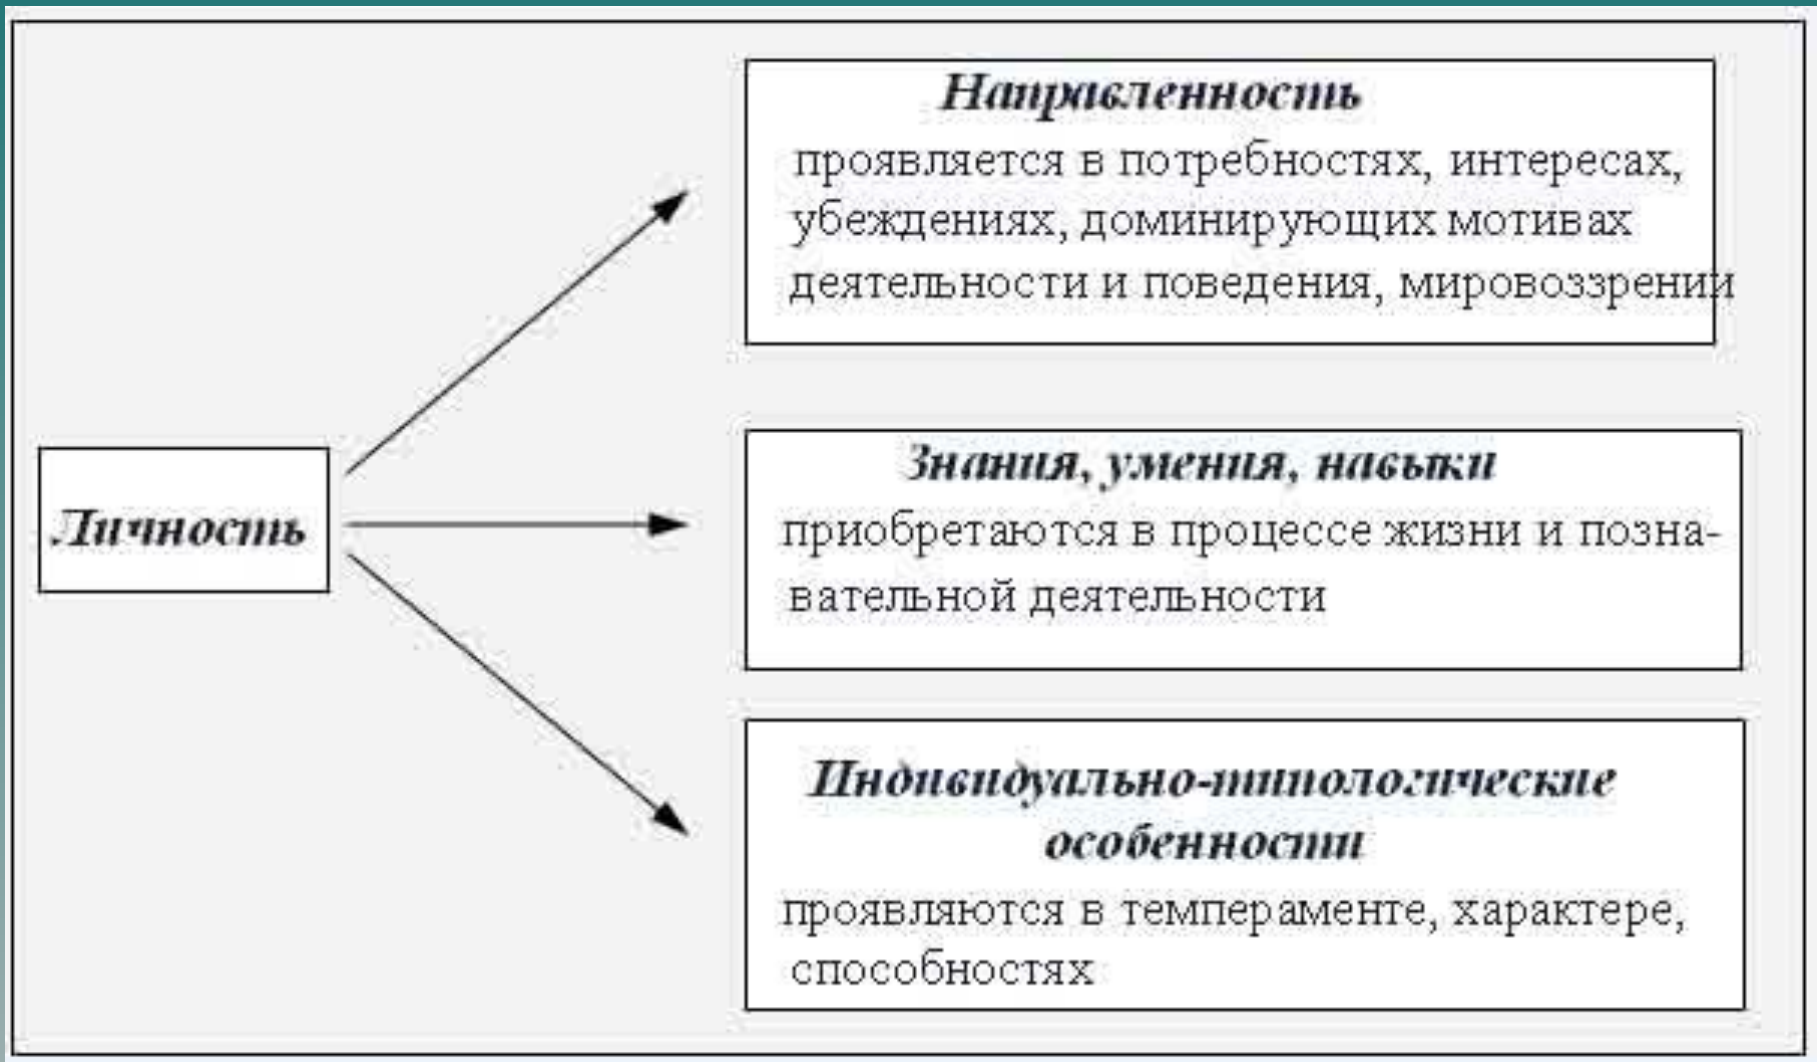 Направленность
проявляется в потребностях, интересах,
убеждениях, доминирующих мотивах
деятельности и поведения, мировоззрении
Личность
Знания, умения, навыки
приобретаются в процессе жизни и позна-
вательной деятельности
Индивидуально-типологические
особенности
проявляются в темпераменте, характере,
способностях